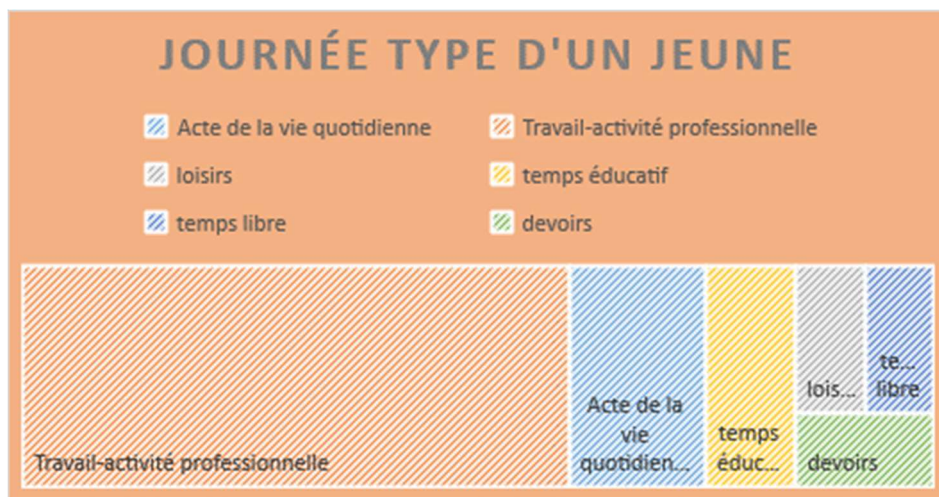 JOURNÉE TYPE D'UN JEUNE
Acte de la vie quotidienne
Travail-activité professionnelle
loisirs
temps éducatif
temps libre
devoirs
Travail-activité professionnelle
Acte de la
vie
quotidien...
temps
éduc...
lois...
te...
libre
devoirs